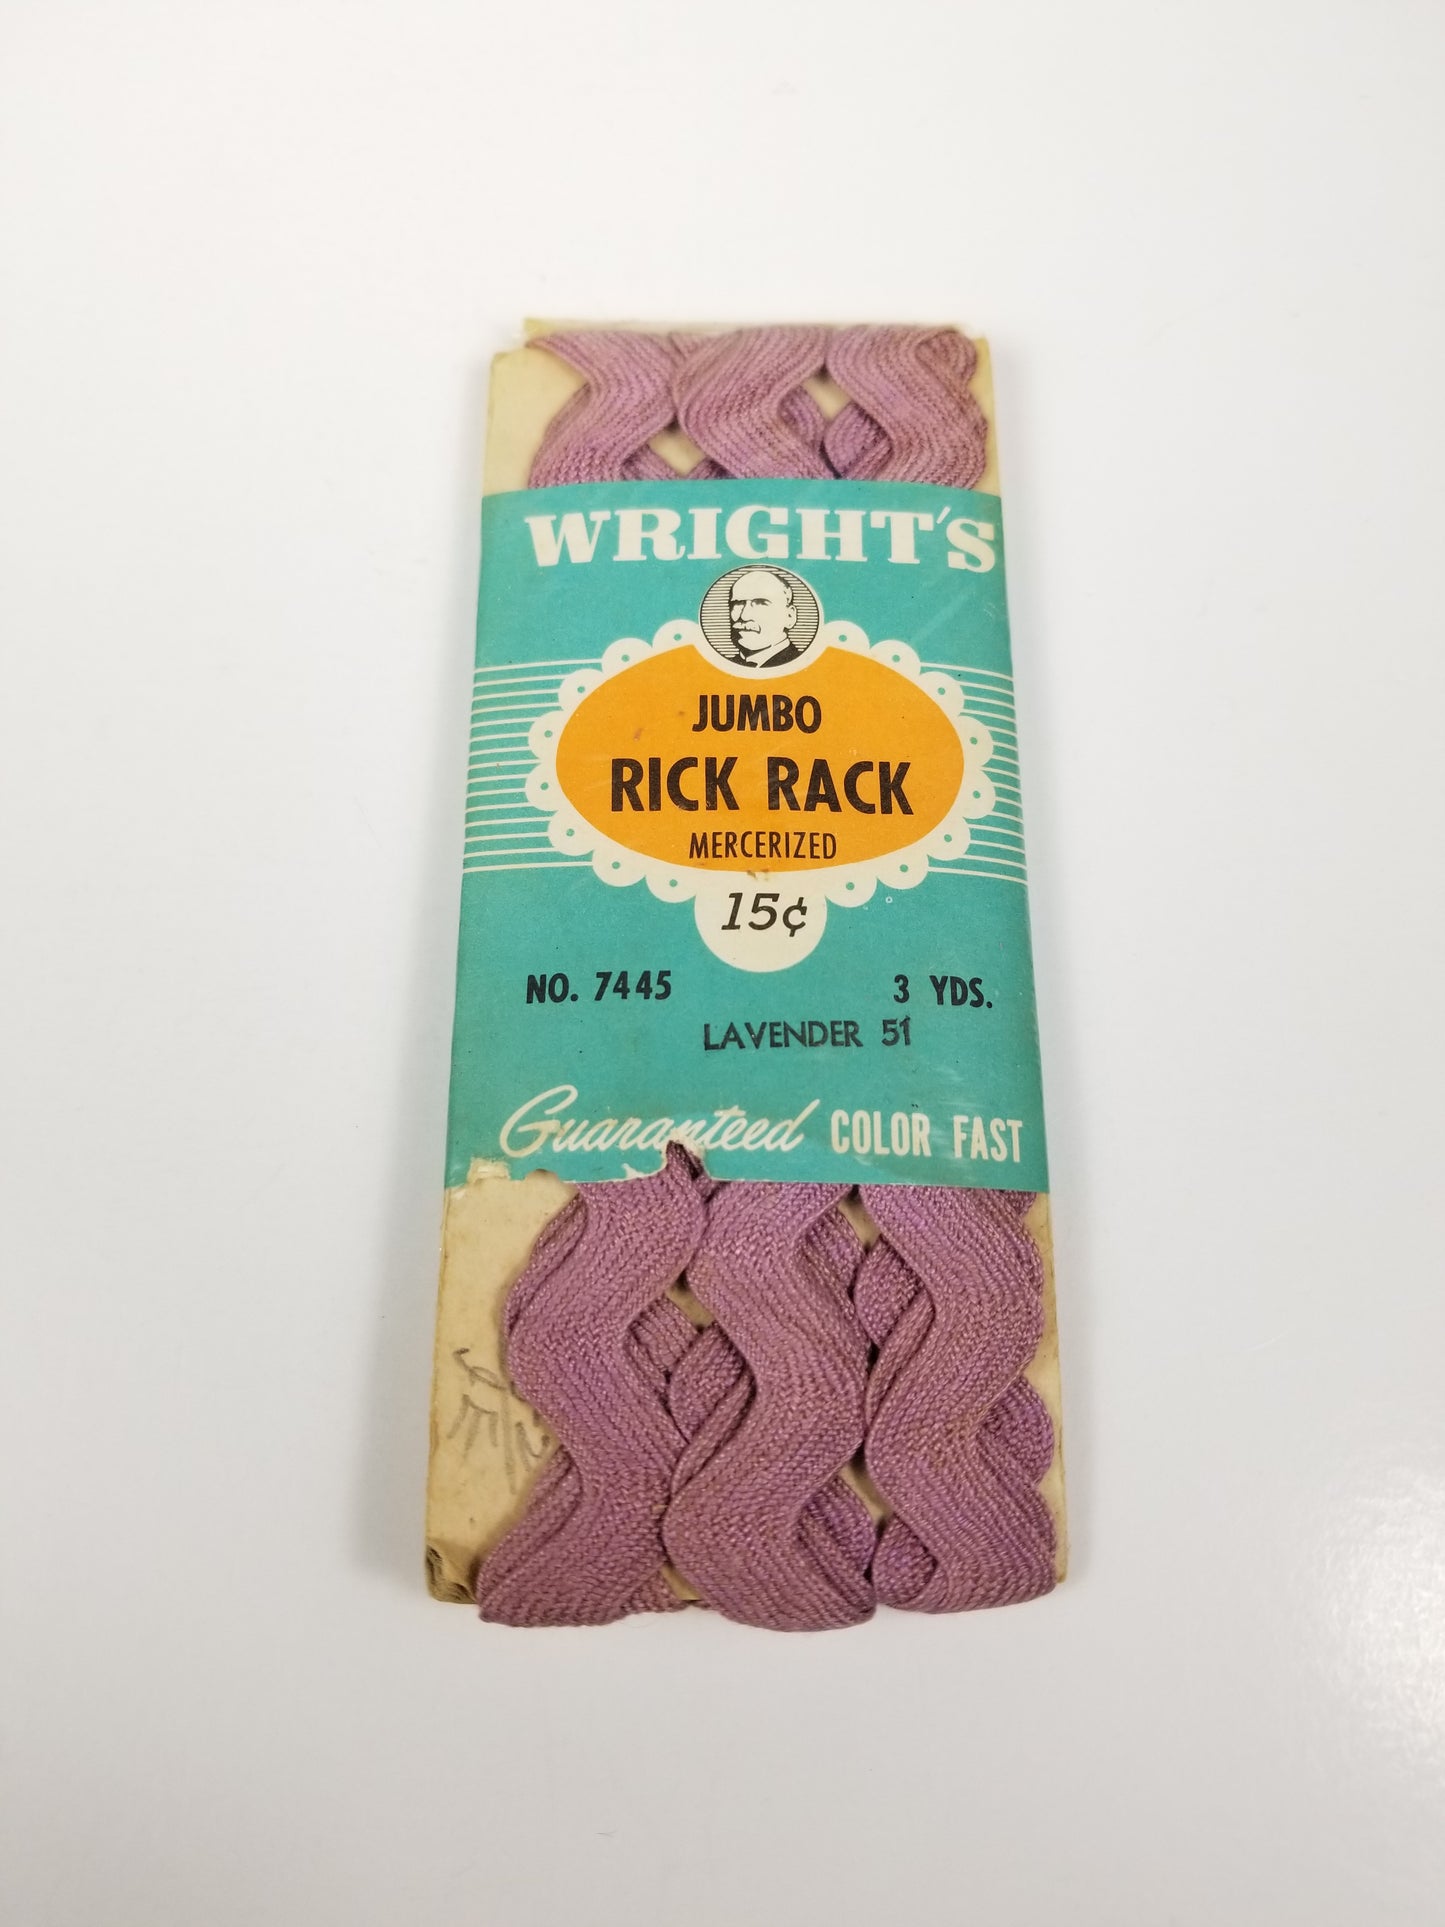 WRIGHT'S
JUMBO
RICK RACK
MERCERIZED
15¢
NO. 7445 3 YDS.
LAVENDER 51
Guaranteed COLOR FAST